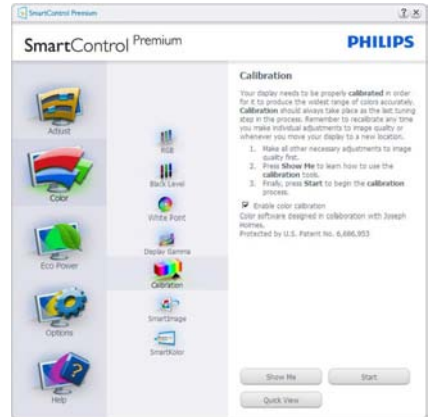 SmartControl Premium
SmartControl Premium
PHILIPS
Adjust
Color
Eco Power
Options
Help
RGB
Black Level
White Point
Display Gamma
Calibration
SmartImage
SmartKolor
Calibration
Your display needs to be properly calibrated in order
for it to produce the widest range of colors accurately.
Calibration should always take place as the last tuning
step in the process. Remember to recalibrate any time
you make individual adjustments to image quality or
whenever you move your display to a new location.
1. Make all other necessary adjustments to image
quality first.
2. Press Show Me to learn how to use the
calibration tools.
3. Finally, press Start to begin the calibration
process.
Enable color calibration
Color software designed in collaboration with Joseph
Holmes.
Protected by U.S. Patent No. 6,686,953
Show Me
Start
Quick View